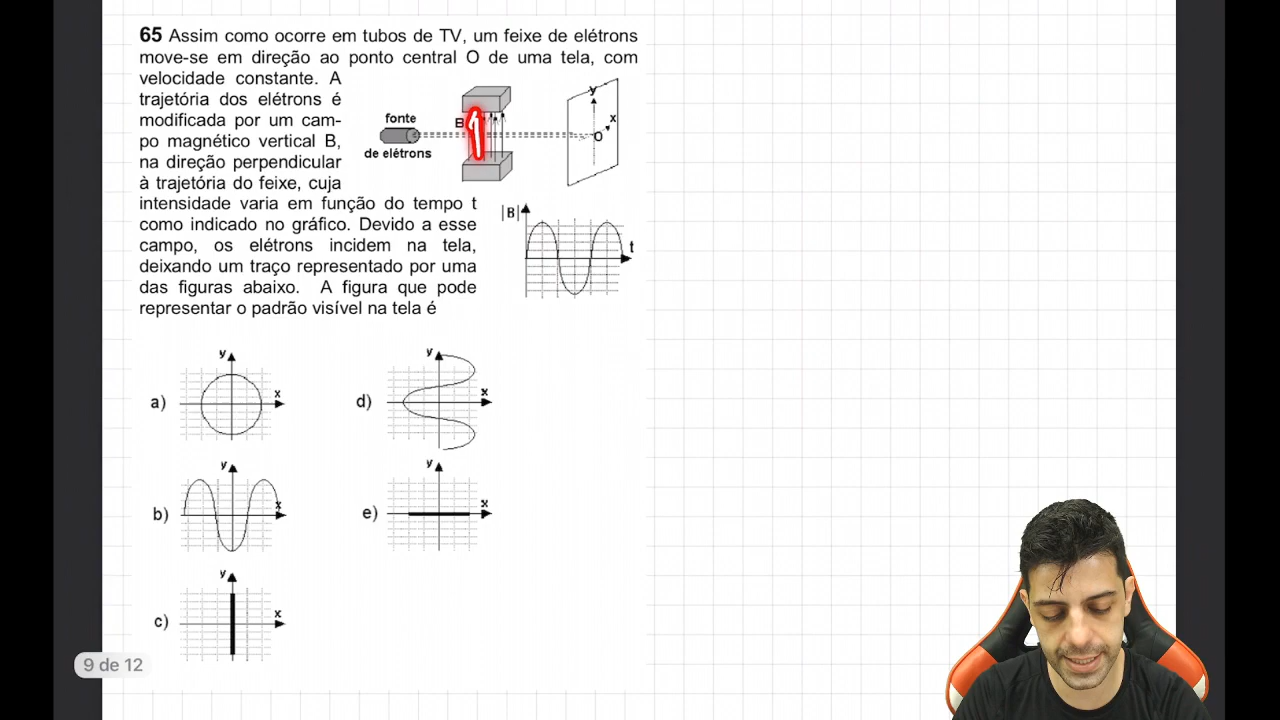 65 Assim como ocorre em tubos de TV, um feixe de elétrons
move-se em direção ao ponto central O de uma tela, com
velocidade constante. A
trajetória dos elétrons é
modificada por um cam-
po magnético vertical B,
na direção perpendicular
à trajetória do feixe, cuja
intensidade varia em função do tempo t
como indicado no gráfico. Devido a esse
campo, os elétrons incidem na tela,
deixando um traço representado por uma
das figuras abaixo. A figura que pode
representar o padrão visível na tela é
fonte
de elétrons
B
y
x
O
|B|
t
a)
y
x
b)
y
x
c)
y
x
d)
y
x
e)
y
x
9 de 12